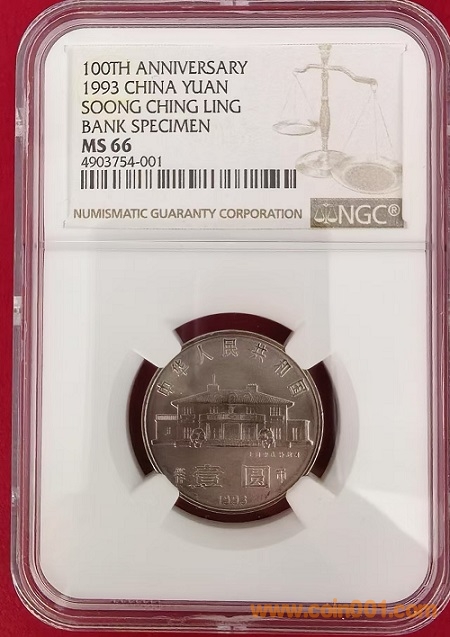 100TH ANNIVERSARY
1993 CHINA YUAN
SOONG CHING LING
BANK SPECIMEN
MS 66
4903754-001
NUMISMATIC GUARANTY CORPORATION NGC®
中华人民共和国
壹圆
1993
www.coin001.com